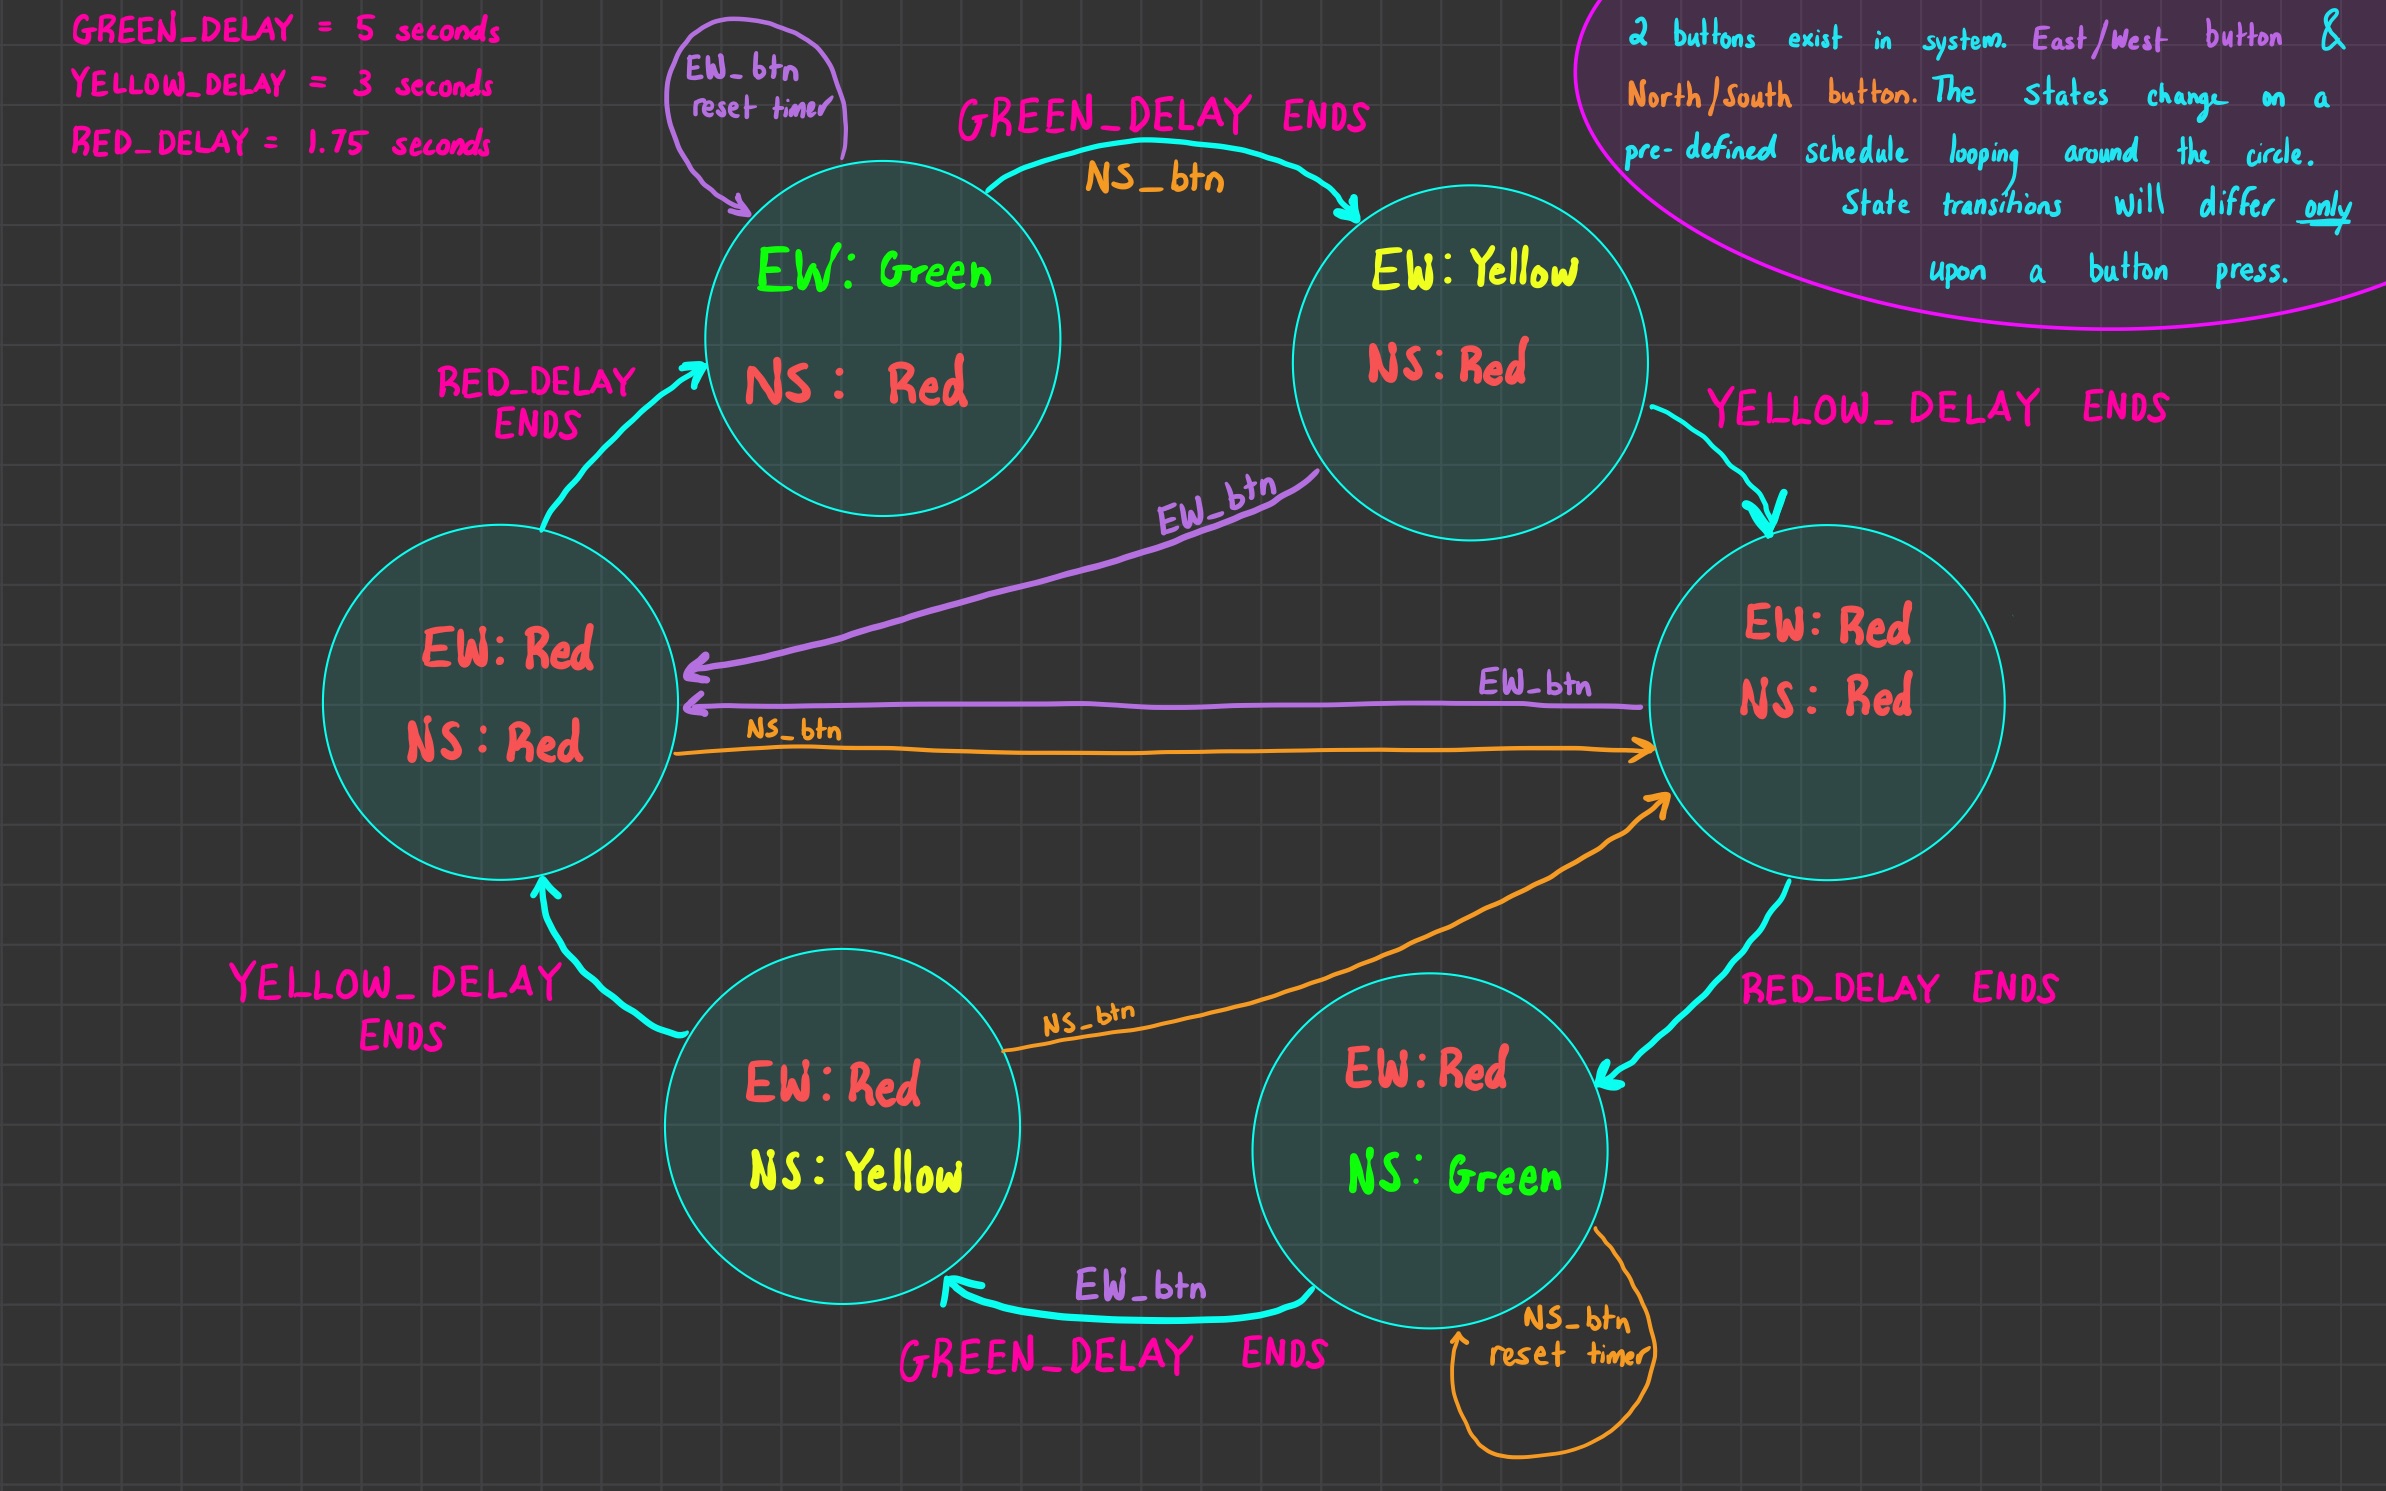 GREEN_DELAY = 5 seconds
YELLOW_DELAY = 3 seconds
RED_DELAY = 1.75 seconds
2 buttons exist in system. East/West button &
North/South button. The states change on a
pre-defined schedule looping around the circle.
State transitions will differ only
upon a button press.
EW_btn
reset timer
GREEN_DELAY ENDS
NS_btn
EW: Green
NS: Red
EW: Yellow
NS: Red
RED_DELAY
ENDS
YELLOW_DELAY ENDS
EW_btn
EW: Red
NS: Red
EW_btn
NS_btn
EW: Red
NS: Red
YELLOW_DELAY
ENDS
NS_btn
RED_DELAY ENDS
EW: Red
NS: Yellow
EW: Red
NS: Green
EW_btn
GREEN_DELAY ENDS
NS_btn
reset timer